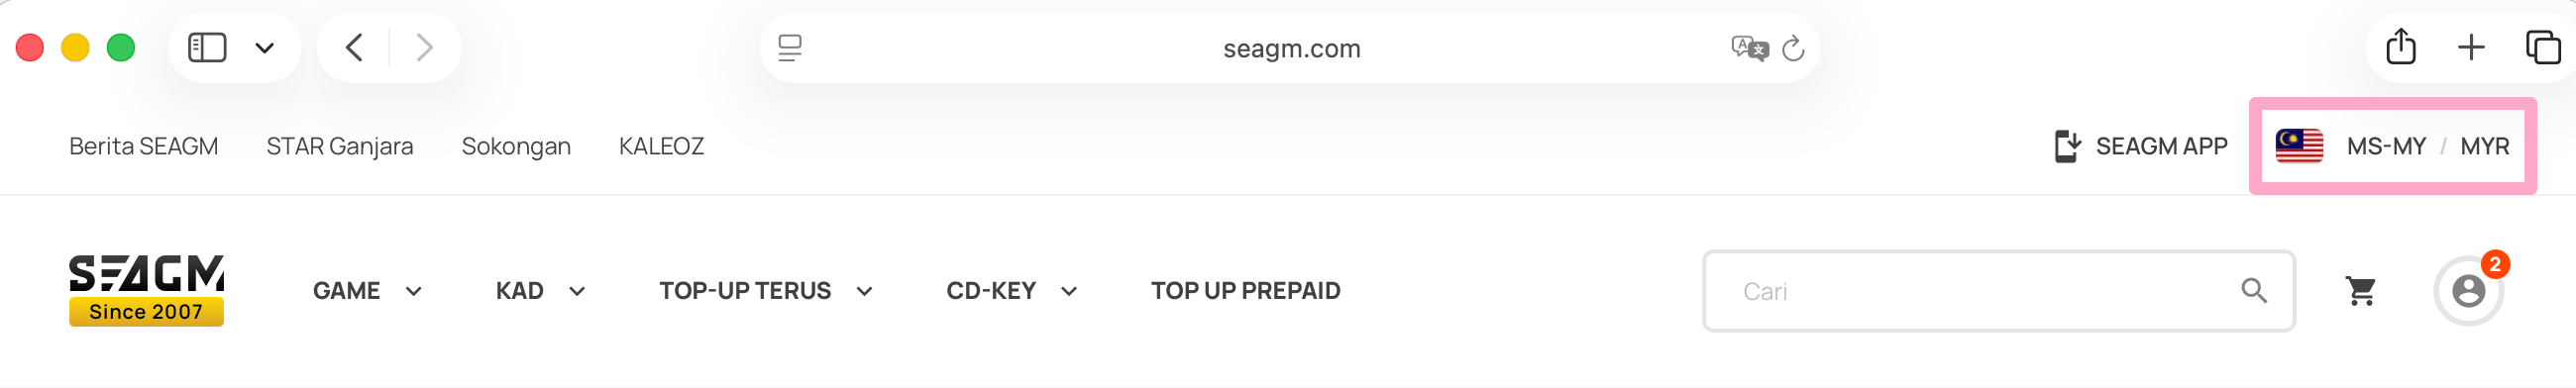 seagm.com
Berita SEAGM STAR Ganjara Sokongan KALEOZ SEAGM APP MS-MY / MYR
SEAGM
Since 2007
GAME KAD TOP-UP TERUS CD-KEY TOP UP PREPAID Cari 2